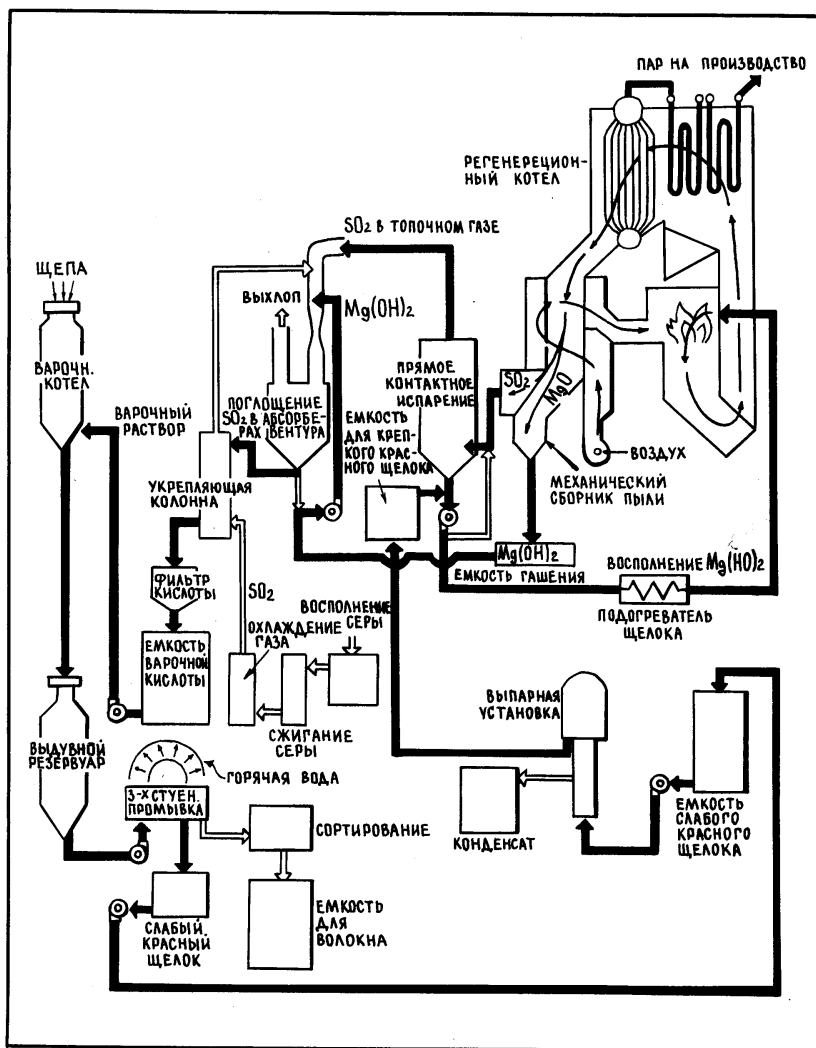 ПАР НА ПРОИЗВОДСТВО
РЕГЕНЕРЕЦИОН-
НЫЙ КОТЕЛ
SO2 В ТОПОЧНОМ ГАЗЕ
ЩЕПА
ВЫХЛОП
Mg(OH)2
ВАРОЧН.
КОТЕЛ
ВАРОЧНЫЙ
РАСТВОР
ПОГЛОЩЕНИЕ
SO2 В АБСОРБЕ-
РАХ ВЕНТУРА
ПРЯМОЕ
КОНТАКТНОЕ
ИСПАРЕНИЕ
SO2
MgO
ЕМКОСТЬ
ДЛЯ КРЕП-
КОГО КРАС-
НОГО ЩЕЛОКА
ВОЗДУХ
МЕХАНИЧЕСКИЙ
СБОРНИК ПЫЛИ
УКРЕПЛЯЮЩАЯ
КОЛОННА
Mg(OH)2
ЕМКОСТЬ ГАШЕНИЯ
ВОСПОЛНЕНИЕ Mg(HO)2
ПОДОГРЕВАТЕЛЬ
ЩЕЛОКА
ФИЛЬТР
КИСЛОТЫ
SO2
ВОСПОЛНЕНИЕ
СЕРЫ
ОХЛАЖДЕНИЕ
ГАЗА
ЕМКОСТЬ
ВАРОЧНОЙ
КИСЛОТЫ
СЖИГАНИЕ
СЕРЫ
ВЫПАРНАЯ
УСТАНОВКА
ВЫДУВНОЙ
РЕЗЕРВУАР
ГОРЯЧАЯ ВОДА
3-Х СТУЕН.
ПРОМЫВКА
СОРТИРОВАНИЕ
КОНДЕНСАТ
ЕМКОСТЬ
СЛАБОГО
КРАСНОГО
ЩЕЛОКА
СЛАБЫЙ.
КРАСНЫЙ
ЩЕЛОК
ЕМКОСТЬ
ДЛЯ
ВОЛОКНА